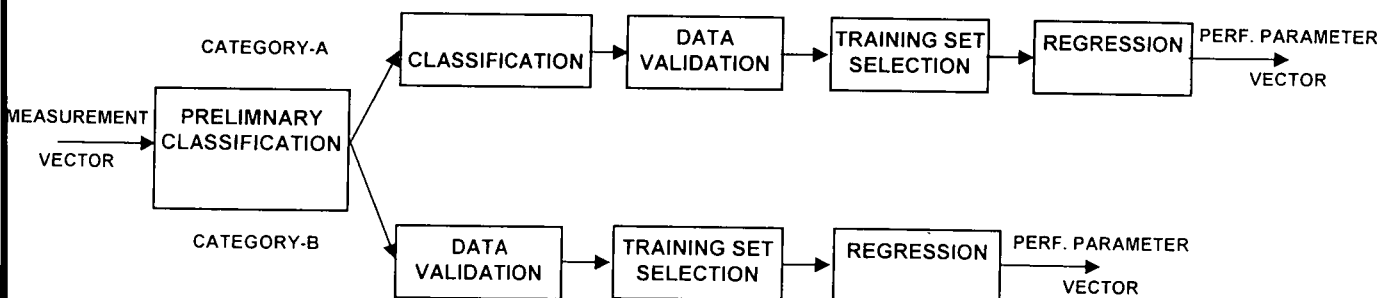 MEASUREMENT
VECTOR
PRELIMNARY
CLASSIFICATION
CATEGORY-A
CLASSIFICATION
DATA
VALIDATION
TRAINING SET
SELECTION
REGRESSION
PERF. PARAMETER
VECTOR
CATEGORY-B
DATA
VALIDATION
TRAINING SET
SELECTION
REGRESSION
PERF. PARAMETER
VECTOR